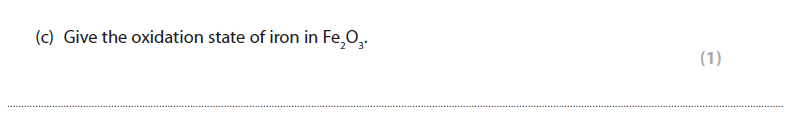 (c) Give the oxidation state of iron in Fe₂O₃.
(1)